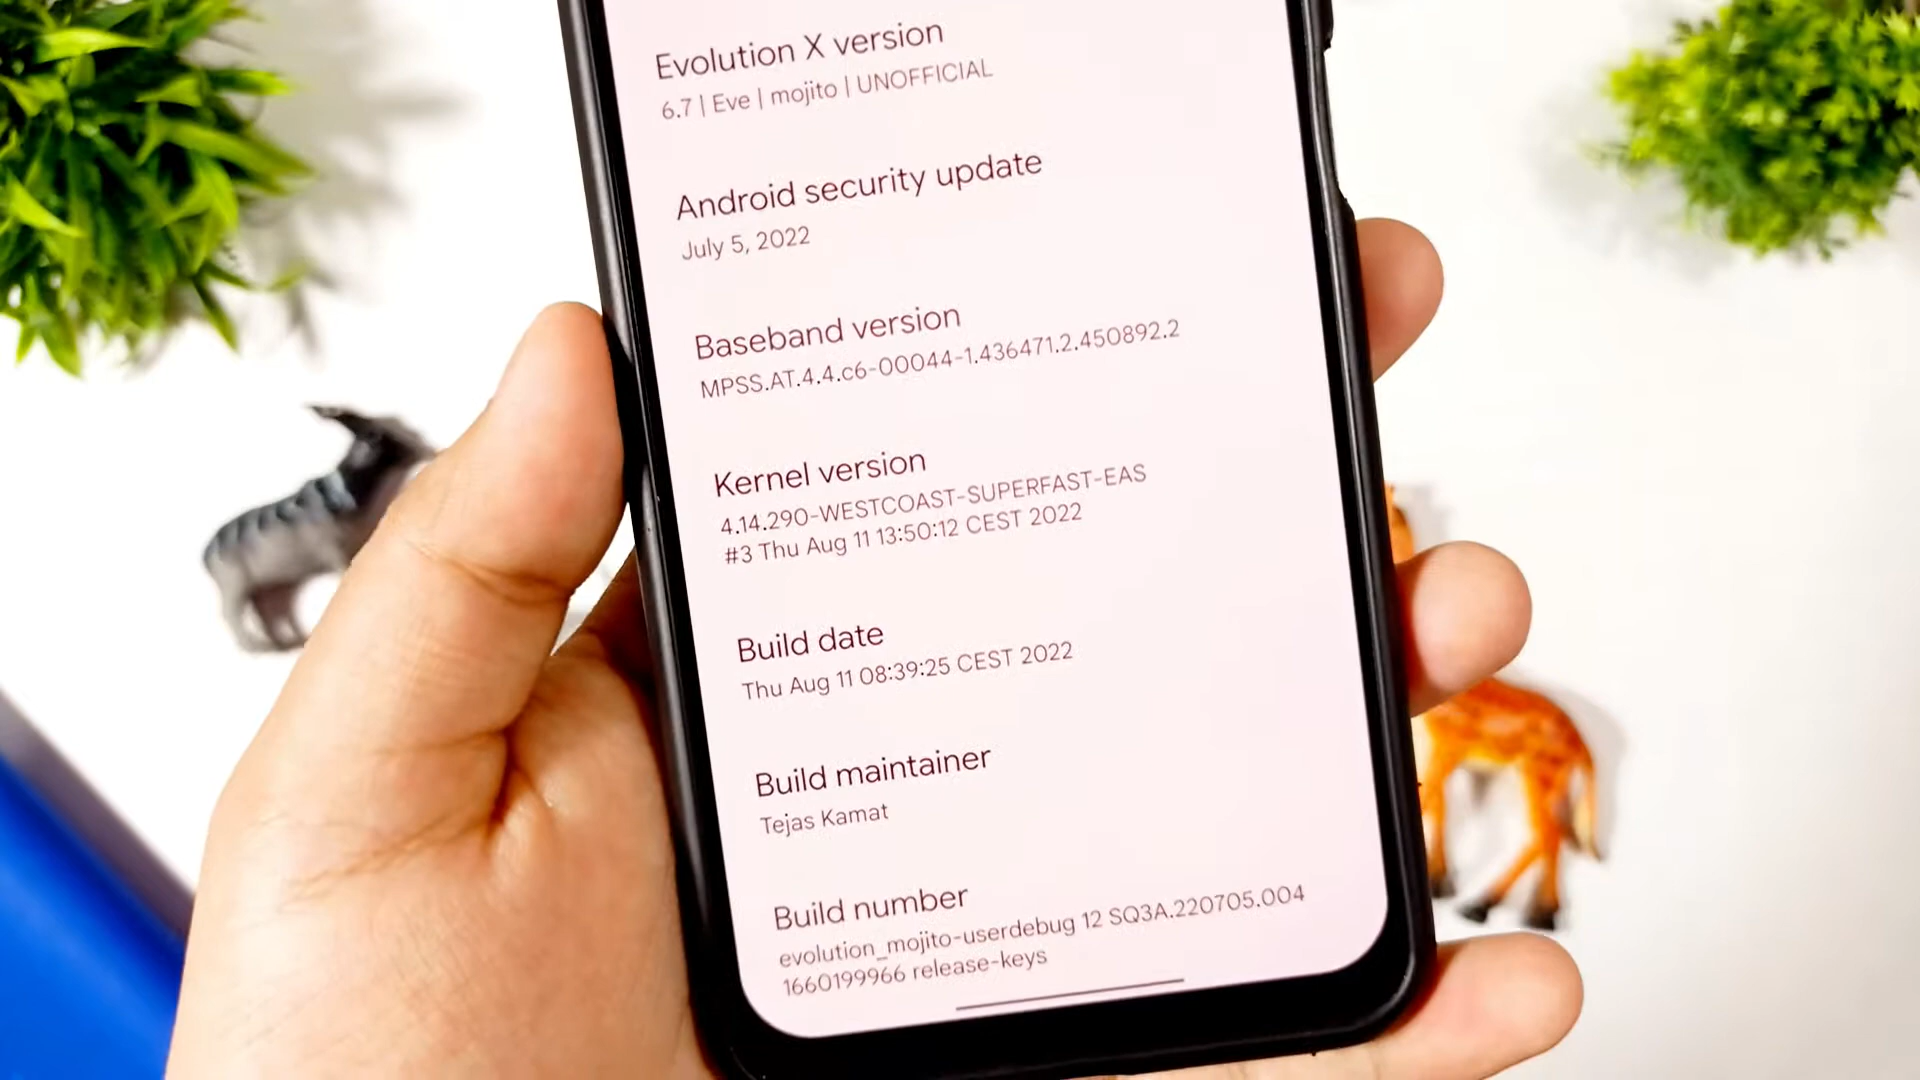 Evolution X version
6.7 | Eve | mojito | UNOFFICIAL
Android security update
July 5, 2022
Baseband version
MPSS.AT.4.4.c6-00044-1.436471.2.450892.2
Kernel version
4.14.290-WESTCOAST-SUPERFAST-EAS
#3 Thu Aug 11 13:50:12 CEST 2022
Build date
Thu Aug 11 08:39:25 CEST 2022
Build maintainer
Tejas Kamat
Build number
evolution_mojito-userdebug 12 SQ3A.220705.004
1660199966 release-keys